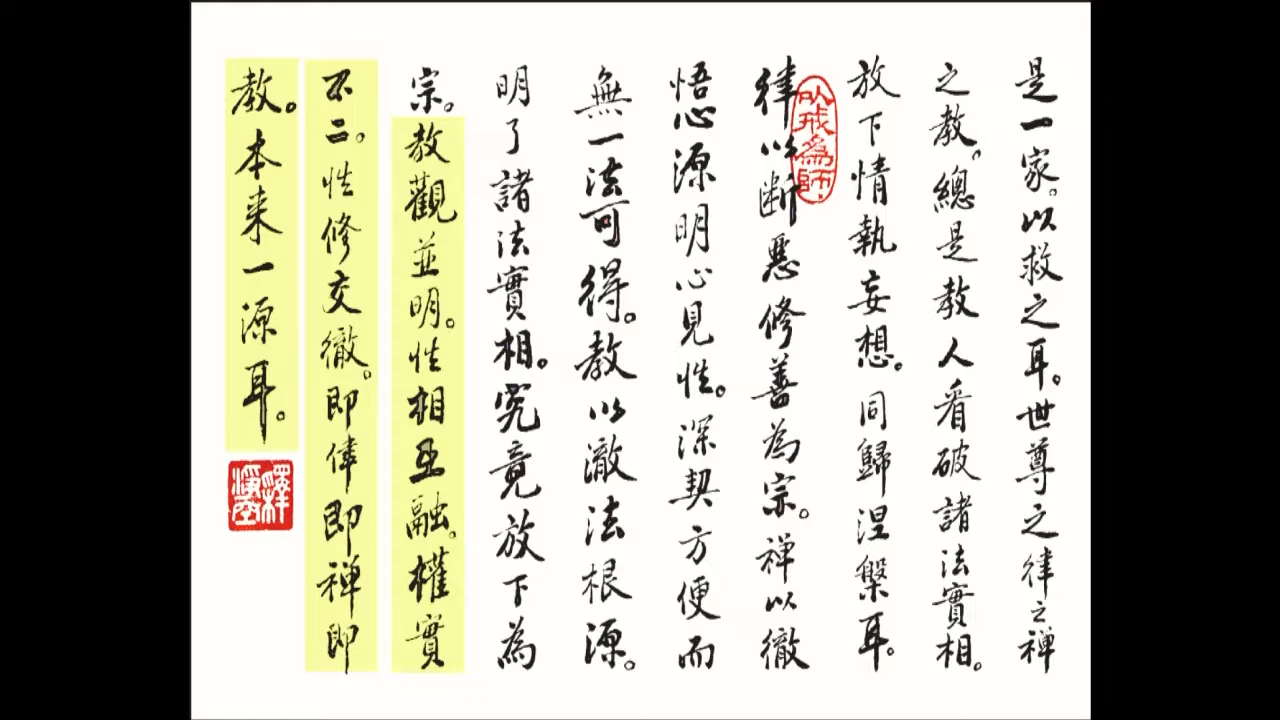 是一家。以救之耳。世尊之律之禪
之教。總是教人看破諸法實相。
放下情執妄想。同歸涅槃耳。
以戒為師
律以斷惡修善為宗。禪以徹
悟心源明心見性。深契方便而
無一法可得。教以澈法根源。
明了諸法實相。究竟放下為
宗。教觀並明。性相互融。權實
不二。性修交徹。即律即禪即
教。本來一源耳。
釋淨空